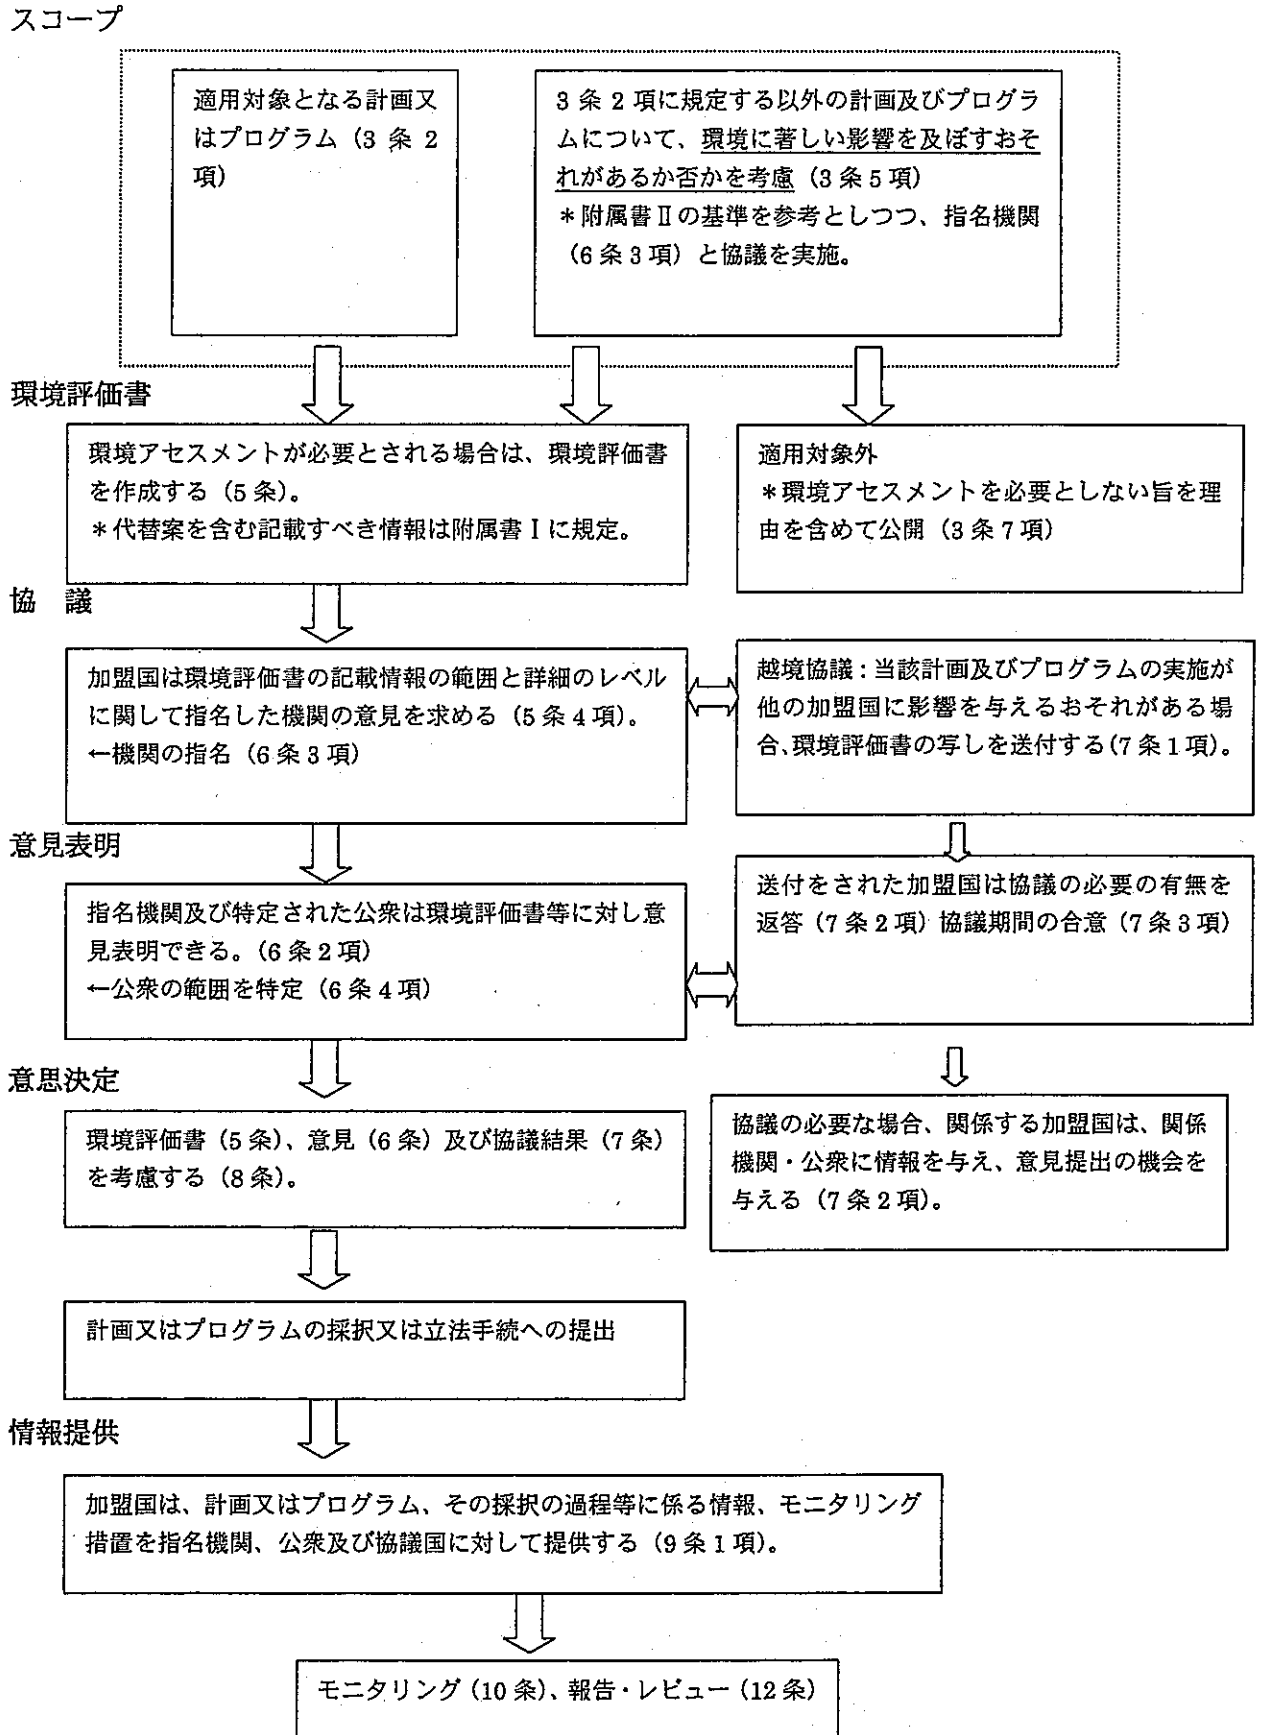 スコープ
適用対象となる計画又
はプログラム（3 条 2
項）
3 条 2 項に規定する以外の計画及びプログラ
ムについて、環境に著しい影響を及ぼすおそ
れがあるか否かを考慮（3 条 5 項）
＊附属書Ⅱの基準を参考としつつ、指名機関
（6 条 3 項）と協議を実施。
環境評価書
環境アセスメントが必要とされる場合は、環境評価書
を作成する（5 条）。
＊代替案を含む記載すべき情報は附属書Ⅰに規定。
適用対象外
＊環境アセスメントを必要としない旨を理
由を含めて公開（3 条 7 項）
協　議
加盟国は環境評価書の記載情報の範囲と詳細のレベル
に関して指名した機関の意見を求める（5 条 4 項）。
←機関の指名（6 条 3 項）
越境協議：当該計画及びプログラムの実施が
他の加盟国に影響を与えるおそれがある場
合、環境評価書の写しを送付する（7 条 1 項）。
意見表明
指名機関及び特定された公衆は環境評価書等に対し意
見表明できる。（6 条 2 項）
←公衆の範囲を特定（6 条 4 項）
送付をされた加盟国は協議の必要の有無を
返答（7 条 2 項）協議期間の合意（7 条 3 項）
意思決定
環境評価書（5 条）、意見（6 条）及び協議結果（7 条）
を考慮する（8 条）。
協議の必要な場合、関係する加盟国は、関係
機関・公衆に情報を与え、意見提出の機会を
与える（7 条 2 項）。
計画又はプログラムの採択又は立法手続への提出
情報提供
加盟国は、計画又はプログラム、その採択の過程等に係る情報、モニタリング
措置を指名機関、公衆及び協議国に対して提供する（9 条 1 項）。
モニタリング（10 条）、報告・レビュー（12 条）